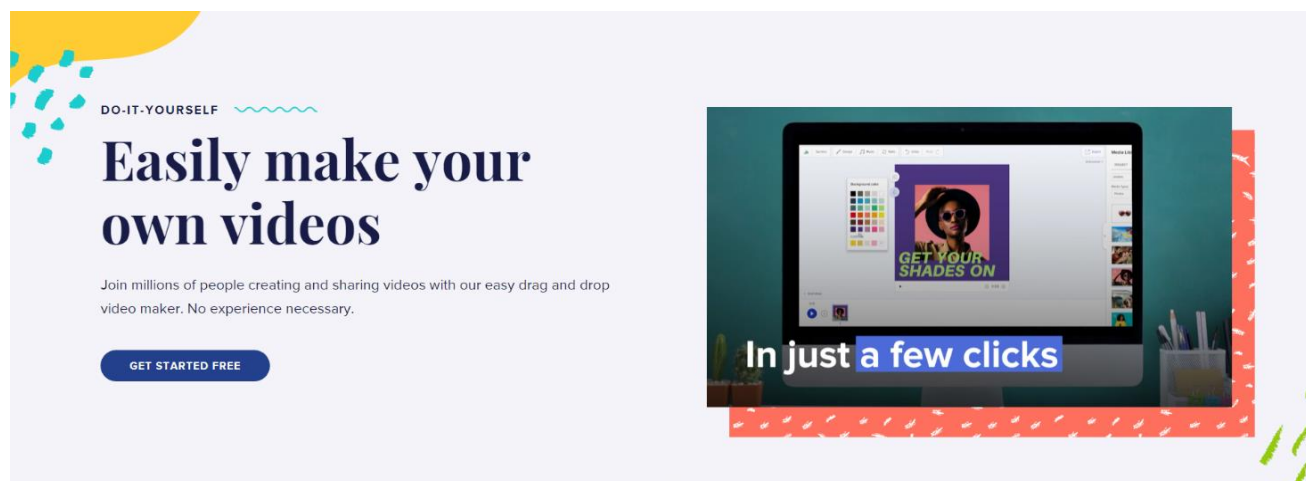 DO-IT-YOURSELF
Easily make your
own videos
Join millions of people creating and sharing videos with our easy drag and drop
video maker. No experience necessary.
GET STARTED FREE
Background color
GET YOUR
SHADES ON
In just a few clicks